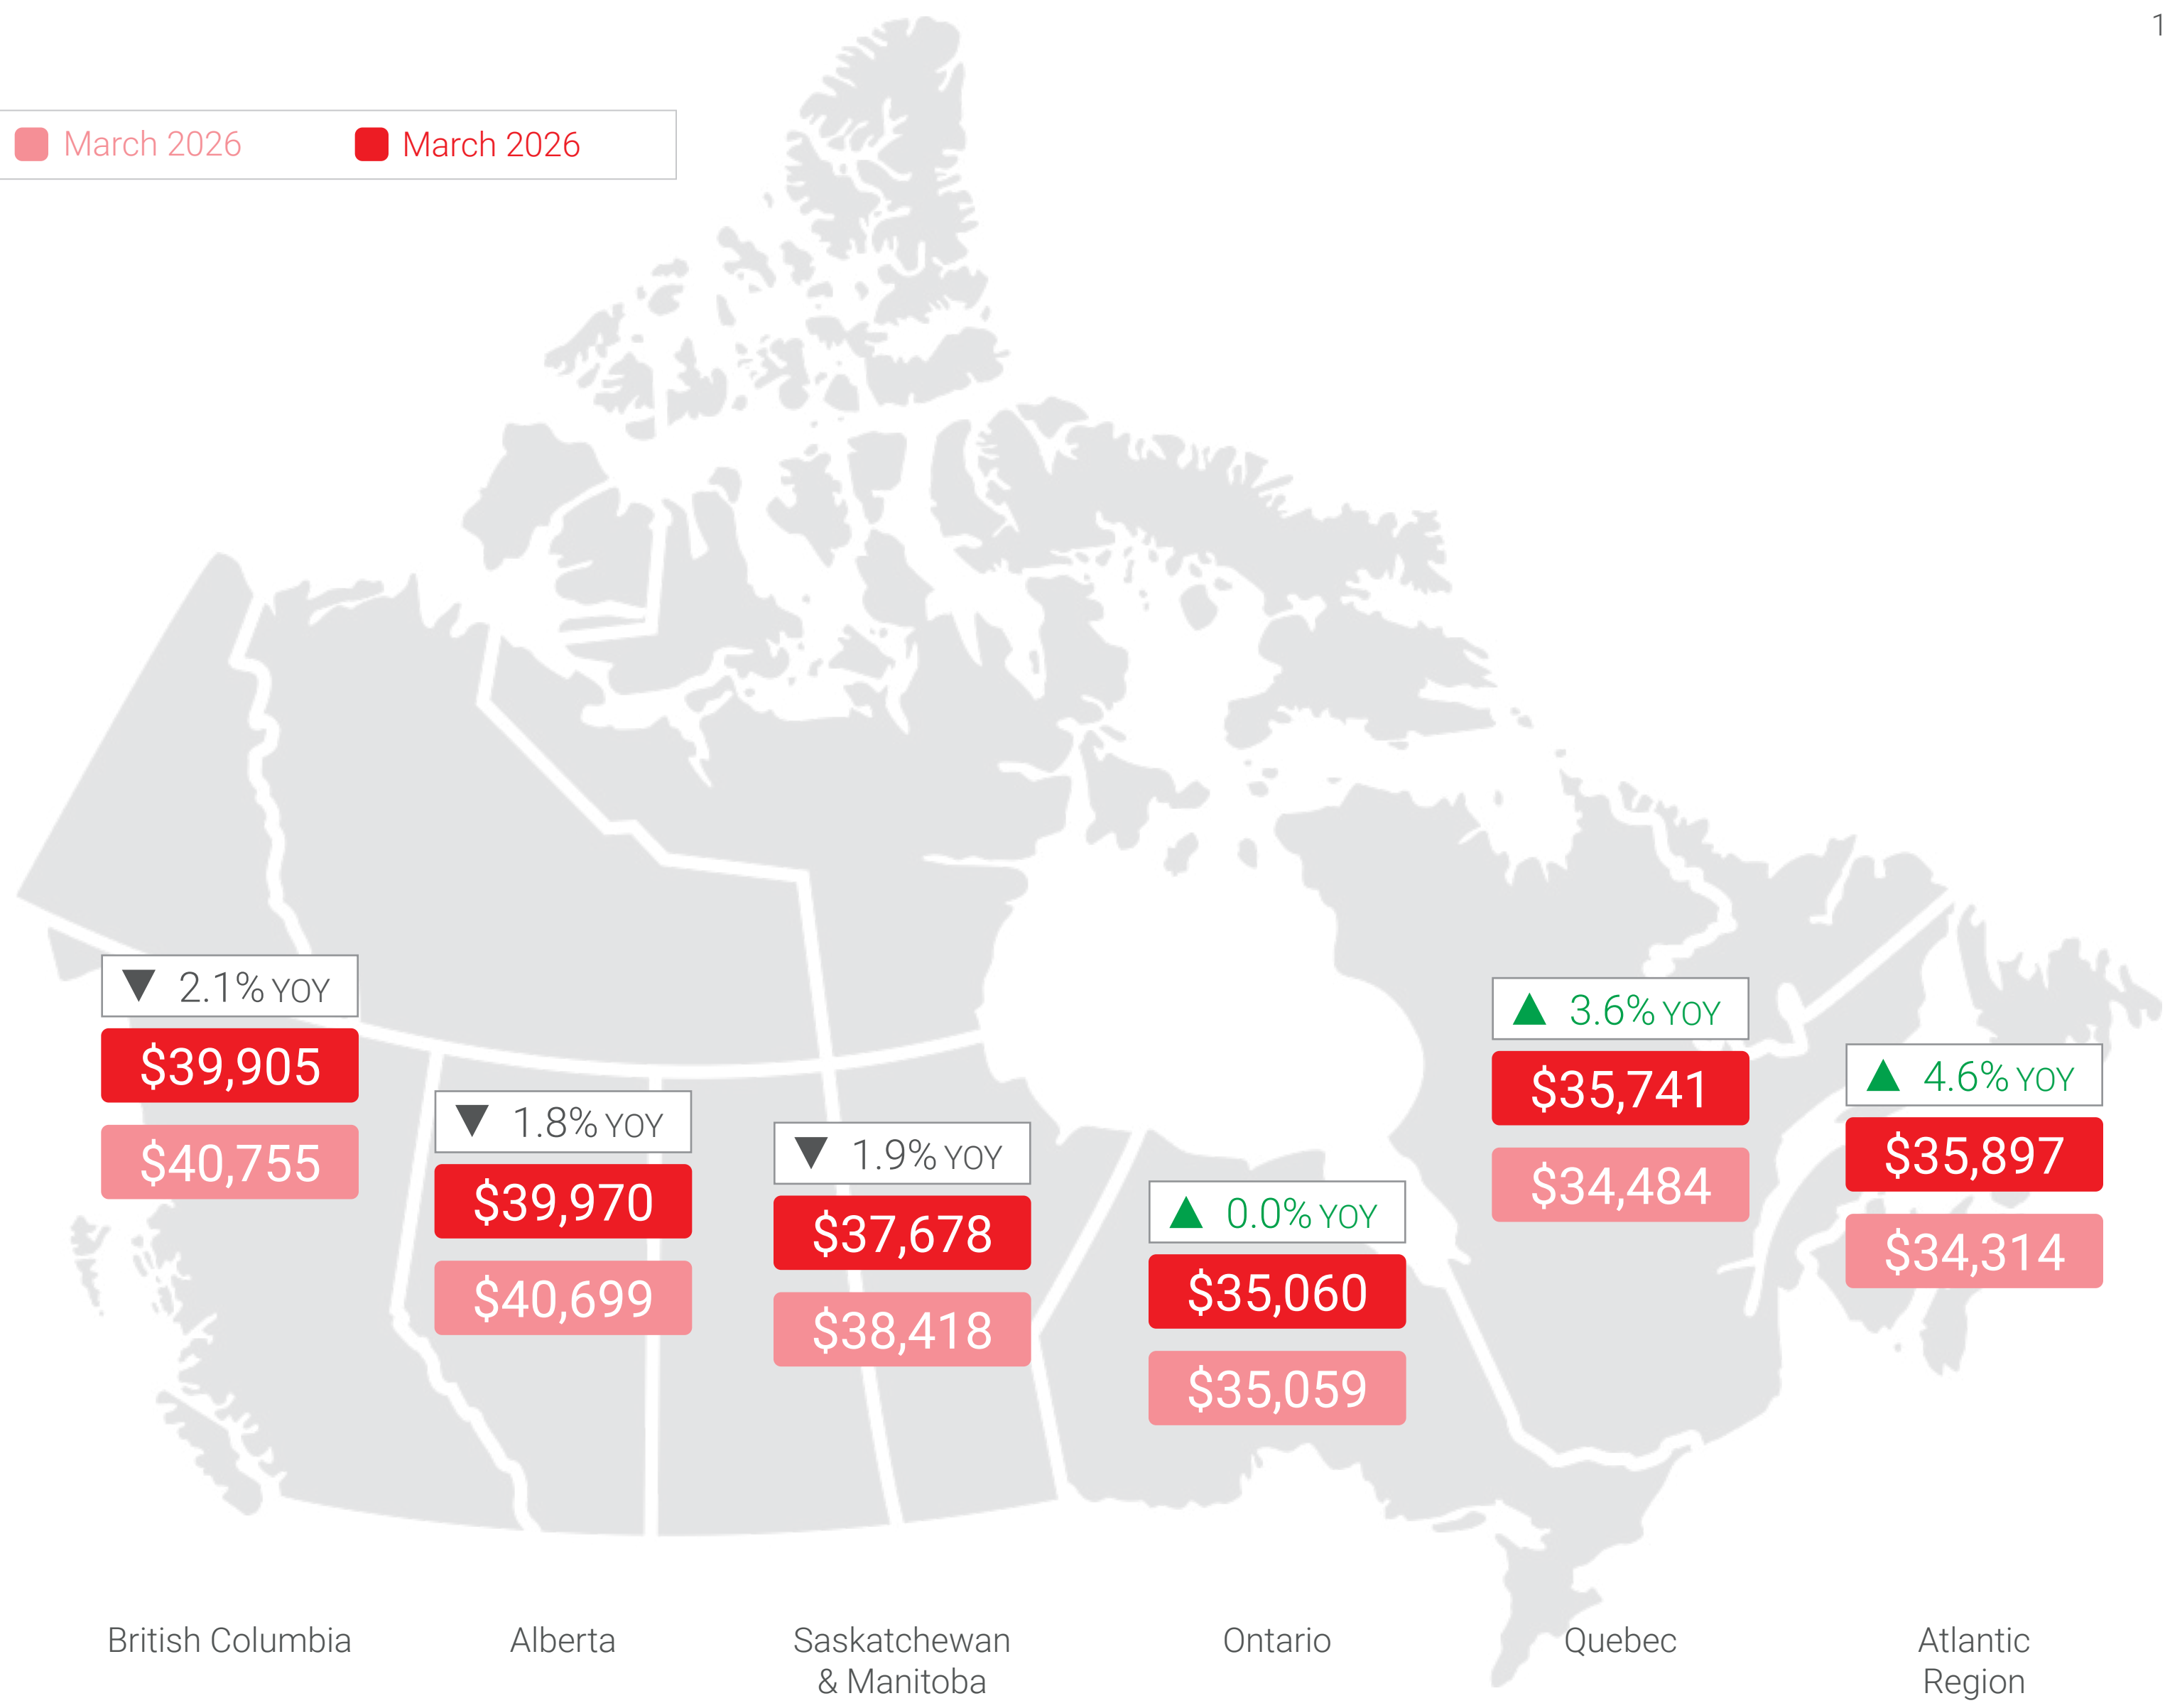 1
March 2026 March 2026
▼ 2.1% YOY
$39,905
$40,755
▼ 1.8% YOY
$39,970
$40,699
▼ 1.9% YOY
$37,678
$38,418
▲ 0.0% YOY
$35,060
$35,059
▲ 3.6% YOY
$35,741
$34,484
▲ 4.6% YOY
$35,897
$34,314
British Columbia
Alberta
Saskatchewan
& Manitoba
Ontario
Quebec
Atlantic
Region